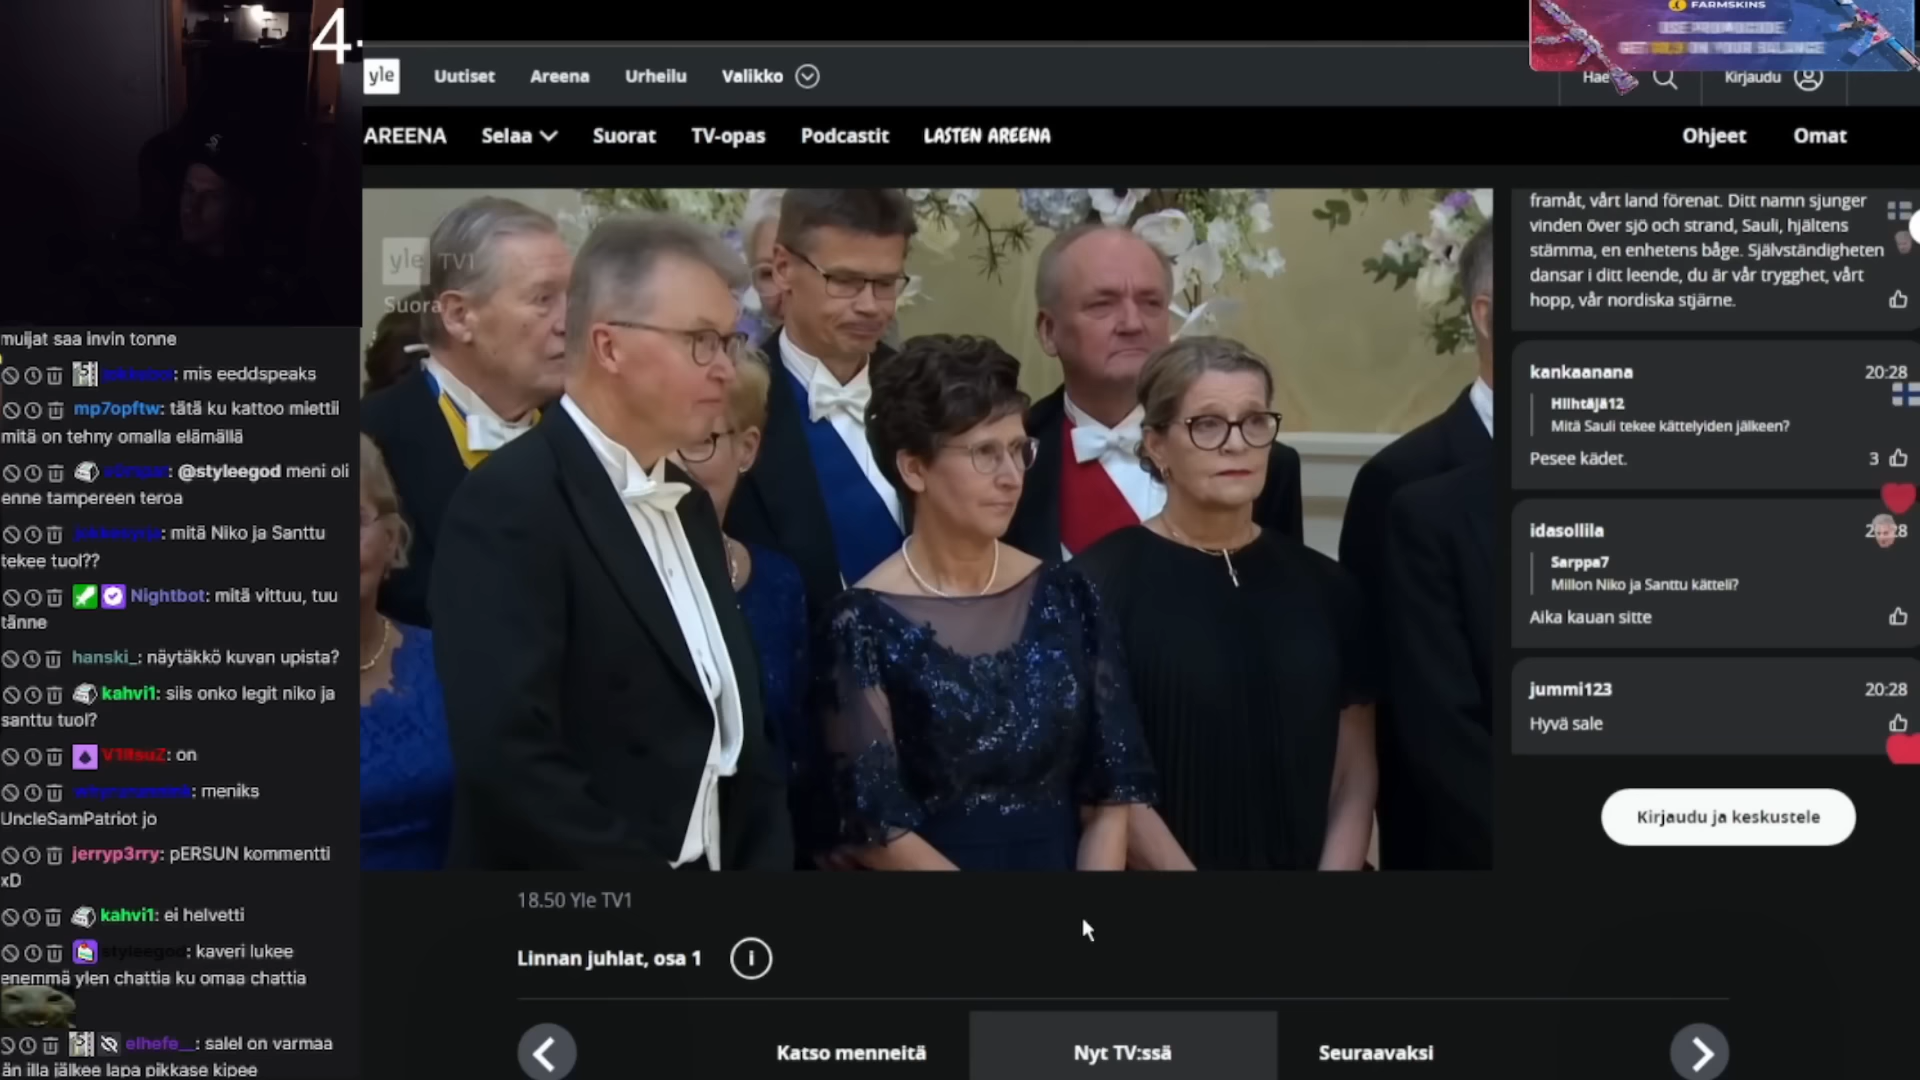 4
FARMSKINS
yle
Uutiset
Areena
Urheilu
Valikko
Hae
Kirjaudu
AREENA
Selaa
Suorat
TV-opas
Podcastit
LASTEN AREENA
Ohjeet
Omat
yle TV1
Suora
framåt, vårt land förenat. Ditt namn sjunger
vinden över sjö och strand, Sauli, hjältens
stämma, en enhetens båge. Självständigheten
dansar i ditt leende, du är vår trygghet, vårt
hopp, vår nordiska stjärne.
kankaanana 20:28
Hiihtäjä12
Mitä Sauli tekee kättelyiden jälkeen?
Pesee kädet. 3
idasollila
Sarppa7
Millon Niko ja Santtu kätteli?
Aika kauan sitte
jummi123 20:28
Hyvä sale
Kirjaudu ja keskustele
muijat saa invin tonne
: mis eeddspeaks
mp7opftw: tätä ku kattoo miettii
mitä on tehny omalla elämällä
: @styleegod meni oli
enne tampereen teroa
: mitä Niko ja Santtu
tekee tuol??
Nightbot: mitä vittuu, tuu
tänne
hanski_: näytäkkö kuvan upista?
kahvi1: siis onko legit niko ja
santtu tuol?
: on
: meniks
UncleSamPatriot jo
jerryp3rry: pERSUN kommentti
xD
kahvi1: ei helvetti
styleegod: kaveri lukee
enemmä ylen chattia ku omaa chattia
elhefe__: salel on varmaa
än illa jälkee lapa pikkase kipee
18.50 Yle TV1
Linnan juhlat, osa 1
Katso menneitä
Nyt TV:ssä
Seuraavaksi